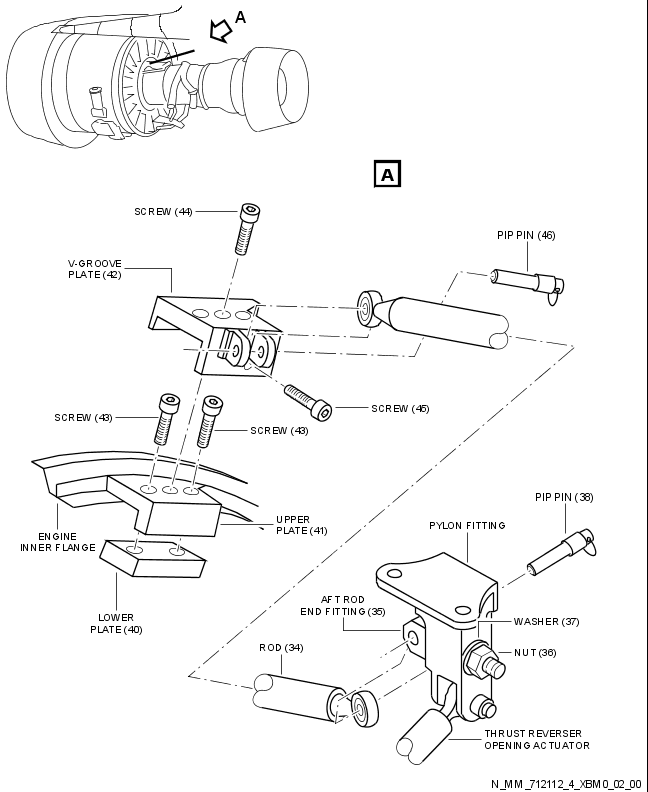 A
A
SCREW (44)
PIP PIN (46)
V-GROOVE
PLATE (42)
SCREW (45)
SCREW (43)
SCREW (43)
PIP PIN (38)
PYLON FITTING
UPPER
PLATE (41)
ENGINE
INNER FLANGE
AFT ROD
END FITTING (35)
LOWER
PLATE (40)
WASHER (37)
ROD (34)
NUT (36)
THRUST REVERSER
OPENING ACTUATOR
N_MM_712112_4_XBM0_02_00